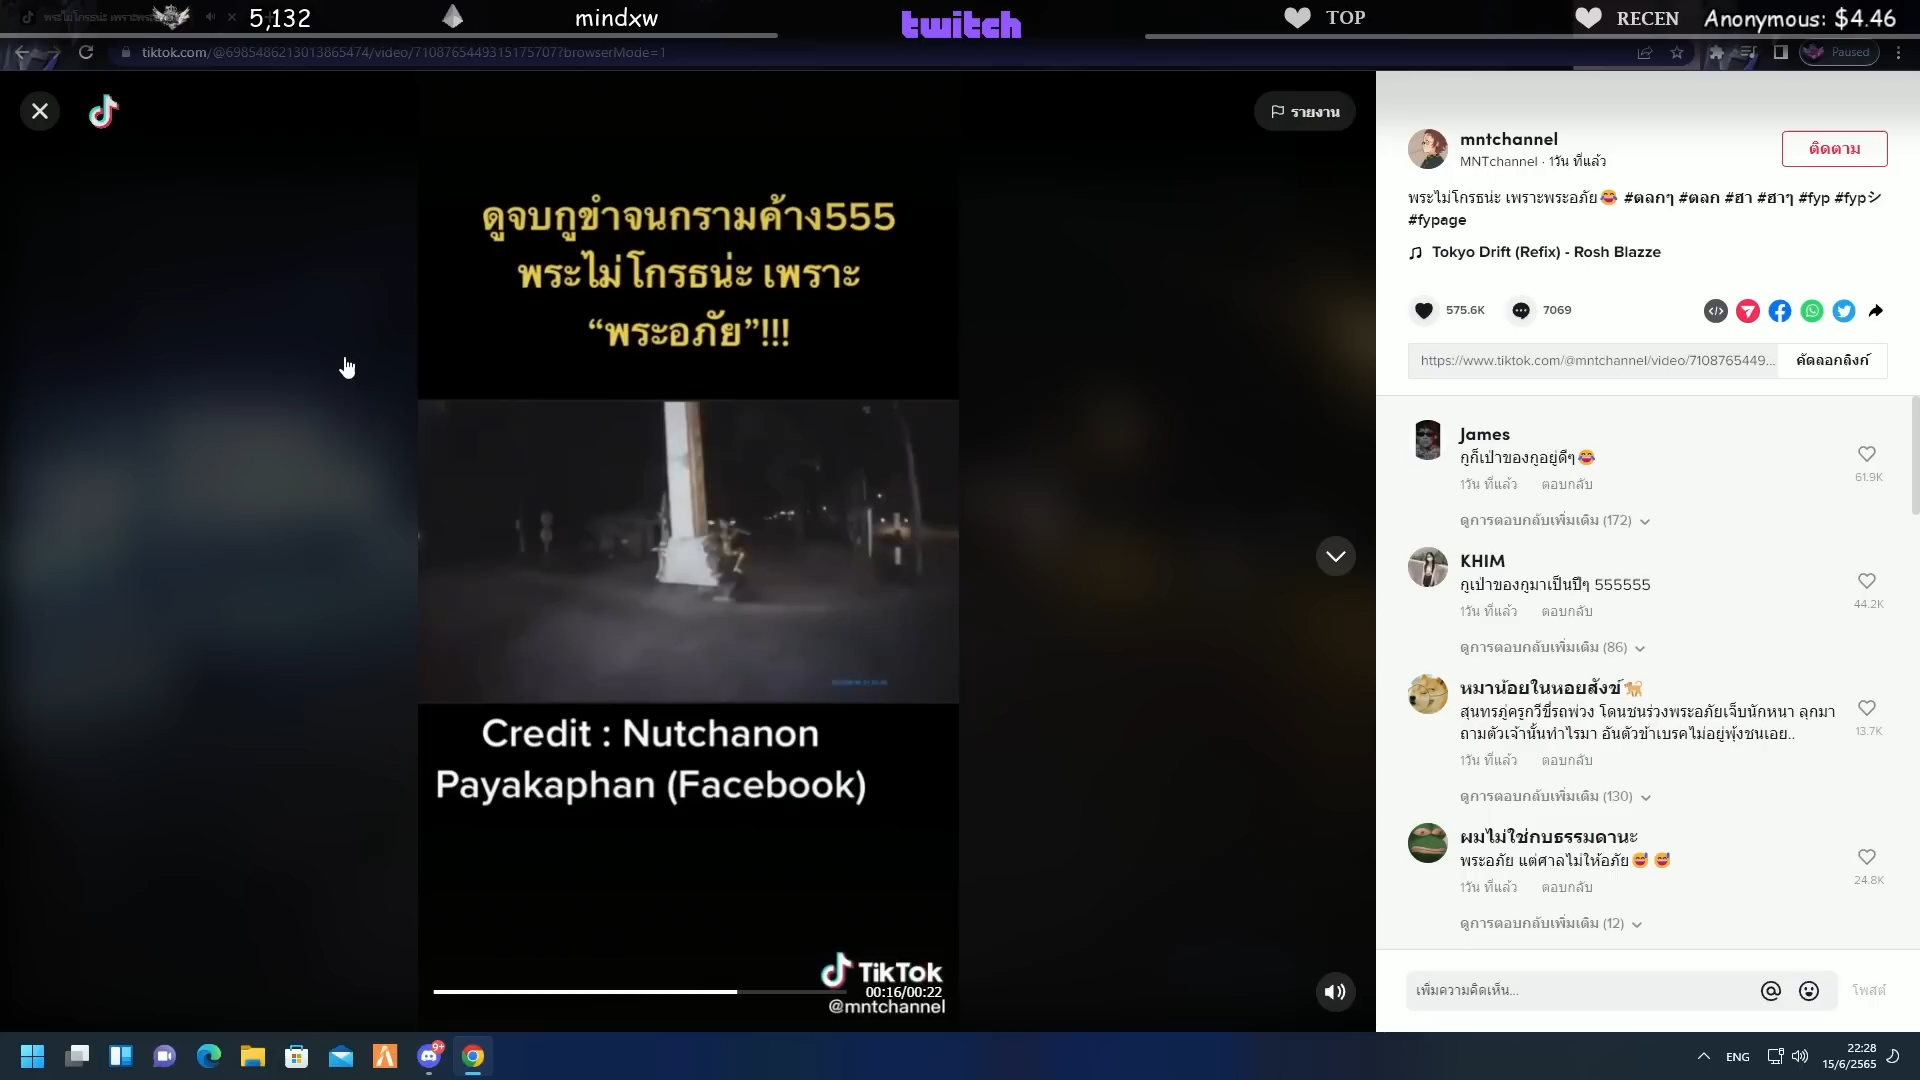 5,132
mindxw
twitch
TOP
RECEN
Anonymous: $4.46
tiktok.com/@6985486213013865474/video/7108765449315175707?browserMode=1
Paused
รายงาน
ดูจบกูขำจนกรามค้าง555
พระไม่โกรธน่ะ เพราะ
“พระอภัย”!!!
Credit : Nutchanon
Payakaphan (Facebook)
TikTok
00:16/00:22
@mntchannel
mntchannel
MNTchannel · 1วัน ที่แล้ว
ติดตาม
พระไม่โกรธน่ะ เพราะพระอภัย😂 #ตลกๆ #ตลก #ฮา #ฮาๆ #fyp #fypシ
#fypage
Tokyo Drift (Refix) - Rosh Blazze
575.6K
7069
https://www.tiktok.com/@mntchannel/video/7108765449...
คัดลอกลิงก์
James
กูก็เป่าของกูอยู่ดีๆ😂
1วัน ที่แล้ว ตอบกลับ
61.9K
ดูการตอบกลับเพิ่มเติม (172)
KHIM
กูเป่าของกูมาเป็นปีๆ 555555
1วัน ที่แล้ว ตอบกลับ
44.2K
ดูการตอบกลับเพิ่มเติม (86)
หมาน้อยในหอยสังข์🐕
สุนทรภู่ครูกวีขี่รถพ่วง โดนชนร่วงพระอภัยเจ็บนักหนา ลุกมา
ถามตัวเจ้านั้นทำไรมา อันตัวข้าเบรคไม่อยู่พุ้งชนเอย..
1วัน ที่แล้ว ตอบกลับ
13.7K
ดูการตอบกลับเพิ่มเติม (130)
ผมไม่ใช่กบธรรมดานะ
พระอภัย แต่ศาลไม่ให้อภัย😅 😅
1วัน ที่แล้ว ตอบกลับ
24.8K
ดูการตอบกลับเพิ่มเติม (12)
เพิ่มความคิดเห็น...
โพสต์
9+
ENG
22:28
15/6/2565